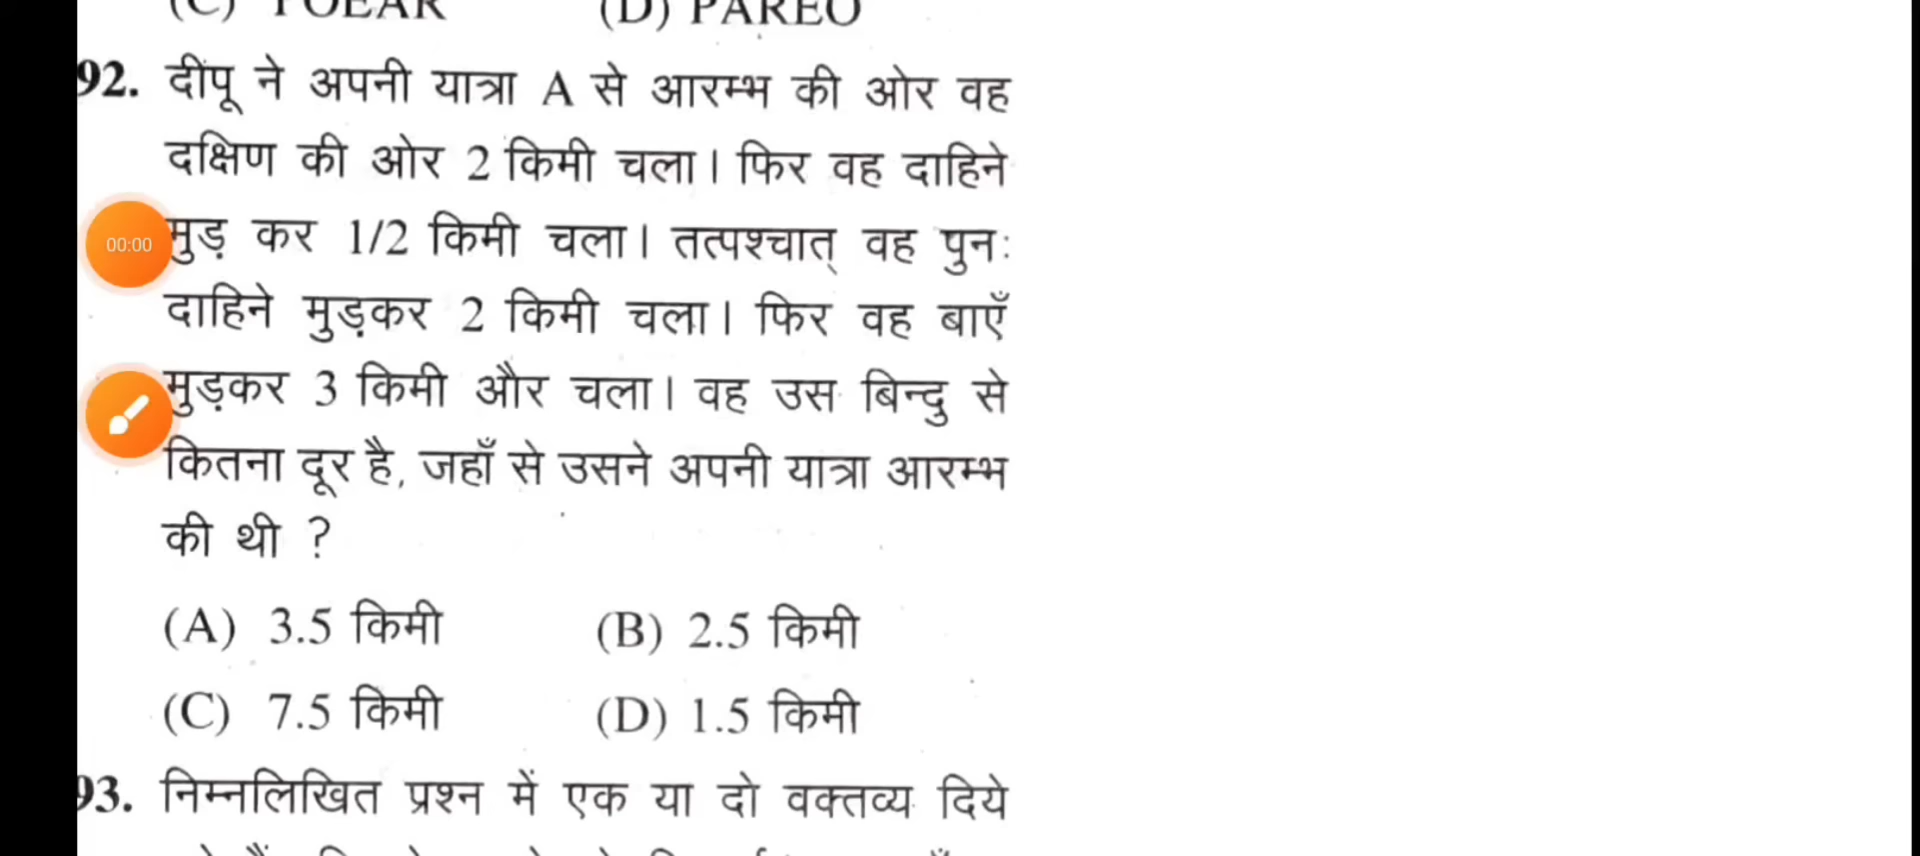 (C) POEAR (D) PAREO
92. दीपू ने अपनी यात्रा A से आरम्भ की ओर वह
दक्षिण की ओर 2 किमी चला। फिर वह दाहिने
मुड़ कर 1/2 किमी चला। तत्पश्चात् वह पुनः
00:00
दाहिने मुड़कर 2 किमी चला। फिर वह बाएँ
मुड़कर 3 किमी और चला। वह उस बिन्दु से
कितना दूर है, जहाँ से उसने अपनी यात्रा आरम्भ
की थी ?
(A) 3.5 किमी (B) 2.5 किमी
(C) 7.5 किमी (D) 1.5 किमी
93. निम्नलिखित प्रश्न में एक या दो वक्तव्य दिये